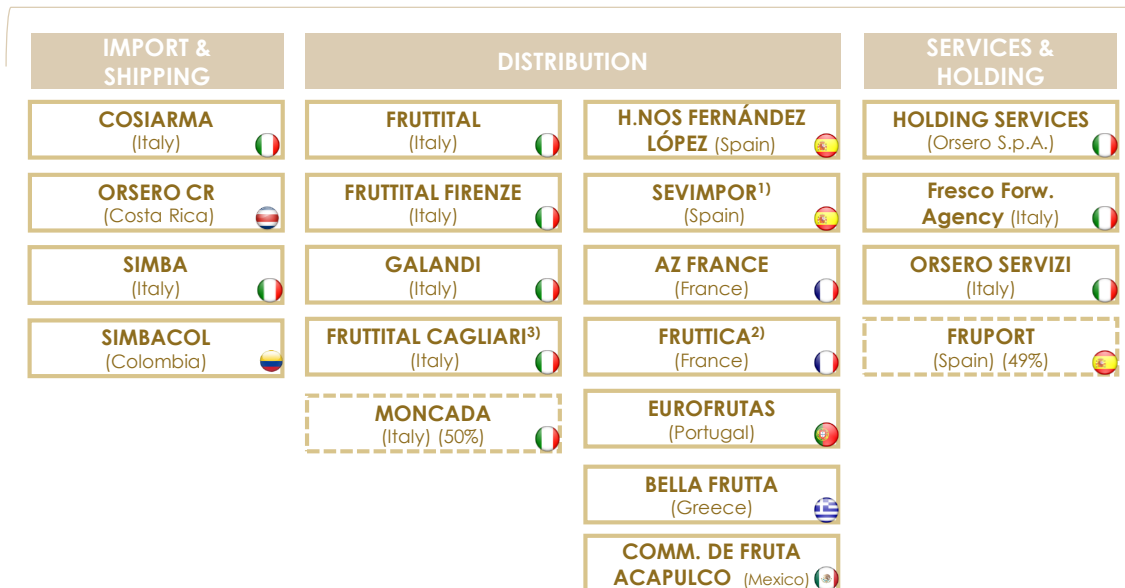 IMPORT &
SHIPPING
COSIARMA
(Italy)
ORSERO CR
(Costa Rica)
SIMBA
(Italy)
SIMBACOL
(Colombia)
DISTRIBUTION
FRUTTITAL
(Italy)
FRUTTITAL FIRENZE
(Italy)
GALANDI
(Italy)
FRUTTITAL CAGLIARI3)
(Italy)
MONCADA
(Italy) (50%)
H.NOS FERNÁNDEZ
LÓPEZ (Spain)
SEVIMPOR1)
(Spain)
AZ FRANCE
(France)
FRUTTICA2)
(France)
EUROFRUTAS
(Portugal)
BELLA FRUTTA
(Greece)
COMM. DE FRUTA
ACAPULCO (Mexico)
SERVICES &
HOLDING
HOLDING SERVICES
(Orsero S.p.A.)
Fresco Forw.
Agency (Italy)
ORSERO SERVIZI
(Italy)
FRUPORT
(Spain) (49%)